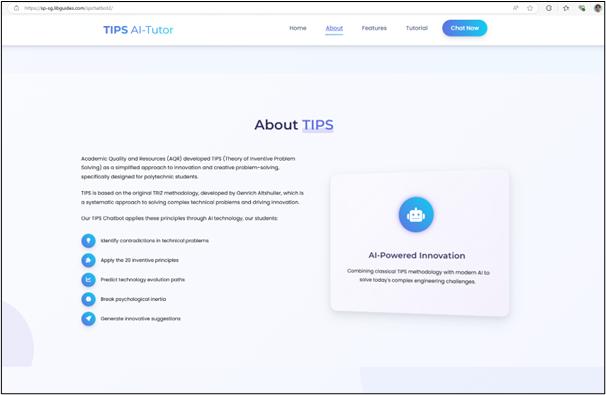 https://sp-sg.libguides.com/spchatbot2/
TIPS AI-Tutor
Home
About
Features
Tutorial
Chat Now
About TIPS
Academic Quality and Resources (AQR) developed TIPS (Theory of Inventive Problem
Solving) as a simplified approach to innovation and creative problem-solving,
specifically designed for polytechnic students.
TIPS is based on the original TRIZ methodology, developed by Genrich Altshuller, which is
a systematic approach to solving complex technical problems and driving innovation.
Our TIPS Chatbot applies these principles through AI technology, our students:
Identify contradictions in technical problems
Apply the 20 inventive principles
Predict technology evolution paths
Break psychological inertia
Generate innovative suggestions
AI-Powered Innovation
Combining classical TIPS methodology with modern AI to
solve today's complex engineering challenges.